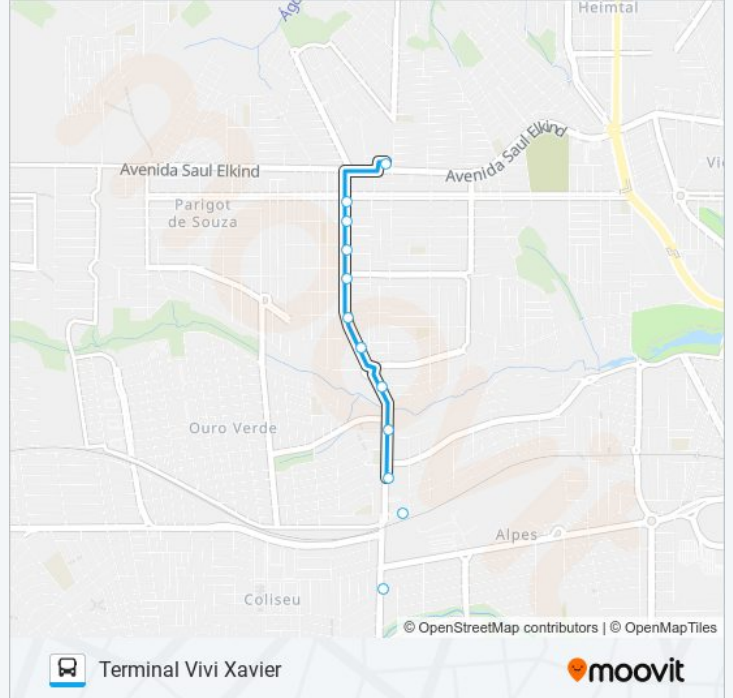 Heimtal
Avenida Saul Elkind
Avenida Saul Elkind
Parigot
de Souza
Ouro Verde
Alpes
Coliseu
© OpenStreetMap contributors | © OpenMapTiles
Terminal Vivi Xavier
moovit